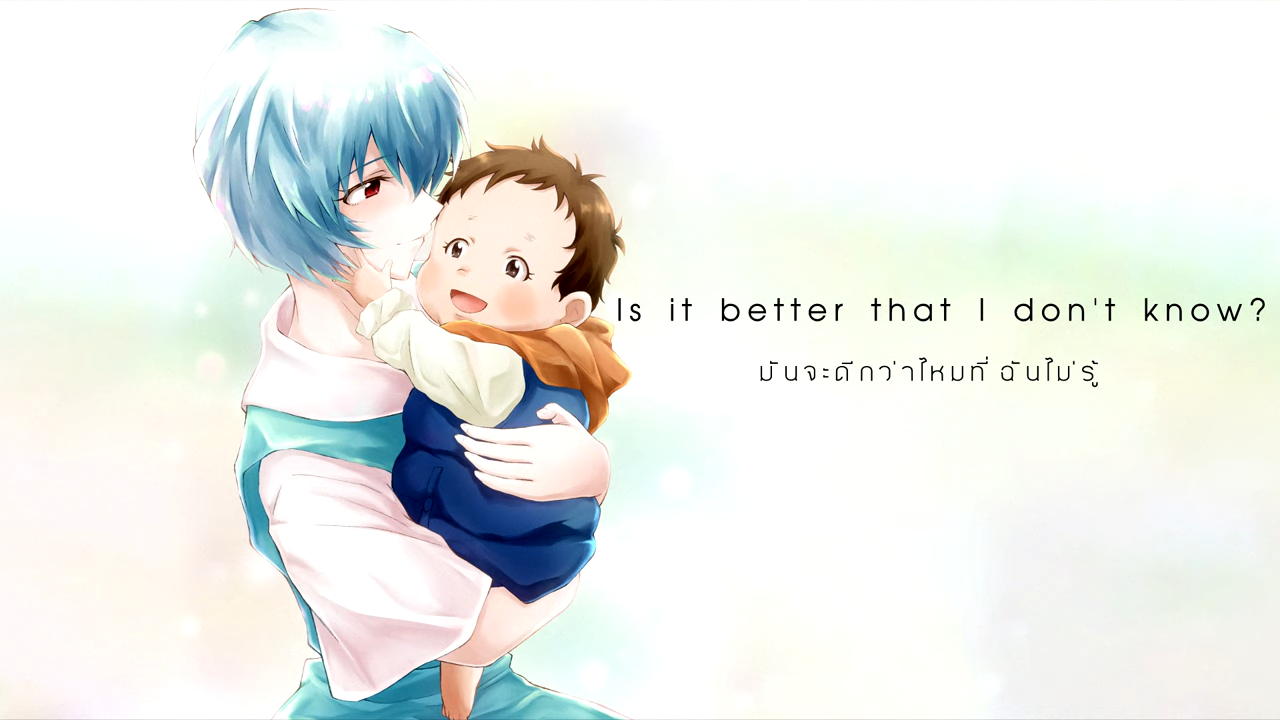 Is it better that I don't know?
มันจะดีกว่าไหมที่ ฉันไม่รู้